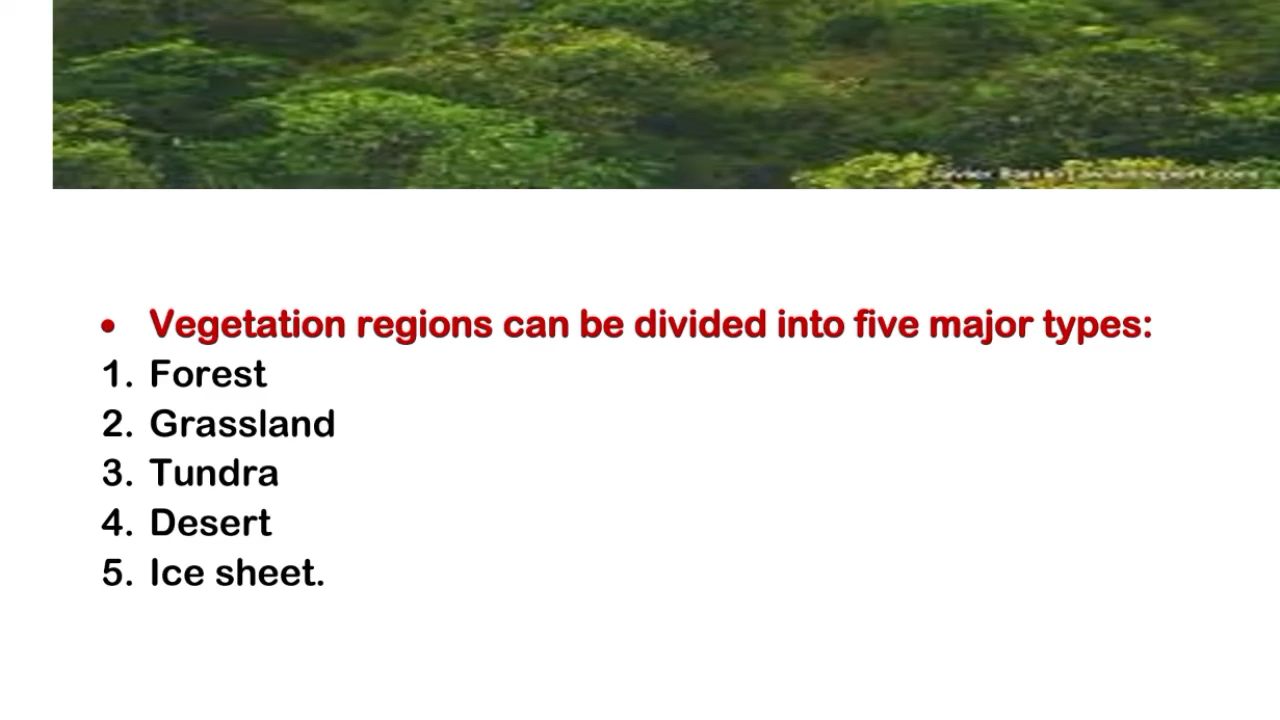 • Vegetation regions can be divided into five major types:
1. Forest
2. Grassland
3. Tundra
4. Desert
5. Ice sheet.